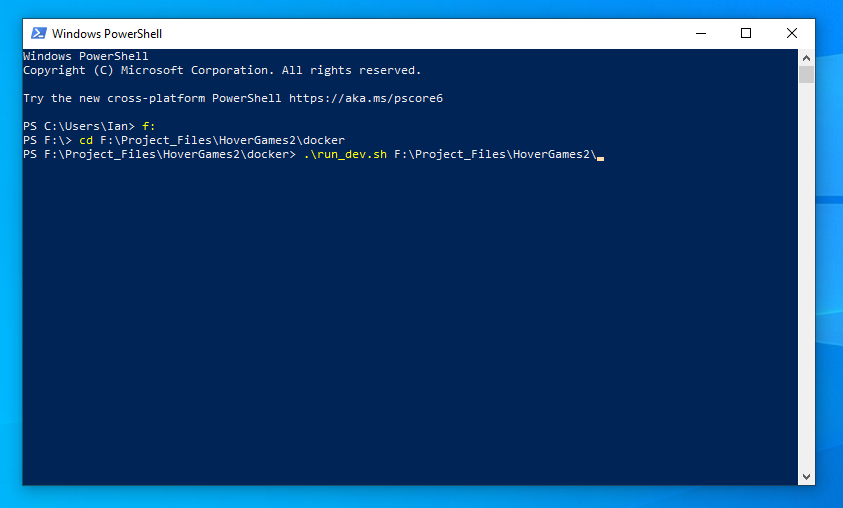 Windows PowerShell
Windows PowerShell
Copyright (C) Microsoft Corporation. All rights reserved.
Try the new cross-platform PowerShell https://aka.ms/pscore6
PS C:\Users\Ian> f:
PS F:\> cd F:\Project_Files\HoverGames2\docker
PS F:\Project_Files\HoverGames2\docker> .\run_dev.sh F:\Project_Files\HoverGames2\